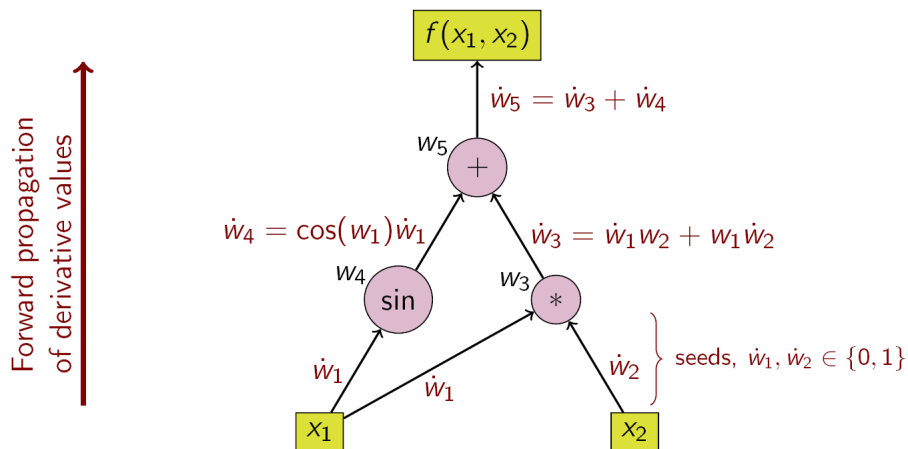 f(x₁, x₂)
ẇ₅ = ẇ₃ + ẇ₄
w₅
+
ẇ₄ = cos(w₁)ẇ₁
ẇ₃ = ẇ₁w₂ + w₁ẇ₂
w₄
sin
w₃
*
ẇ₁
ẇ₁
ẇ₂
seeds, ẇ₁, ẇ₂ ∈ {0, 1}
x₁
x₂
Forward propagation
of derivative values